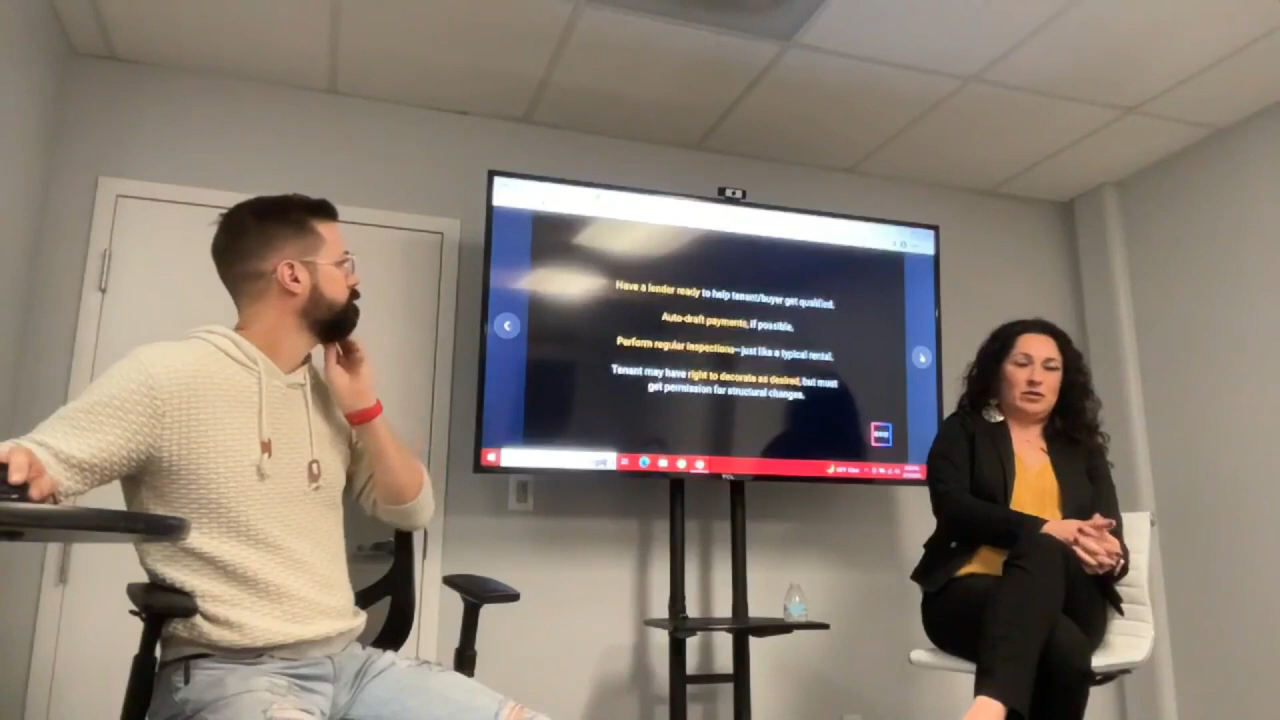 Have a lender ready to help tenant/buyer get qualified.
Auto-draft payments, if possible.
Perform regular inspections—just like a typical rental.
Tenant may have right to decorate as desired, but must
get permission for structural changes.
TCL